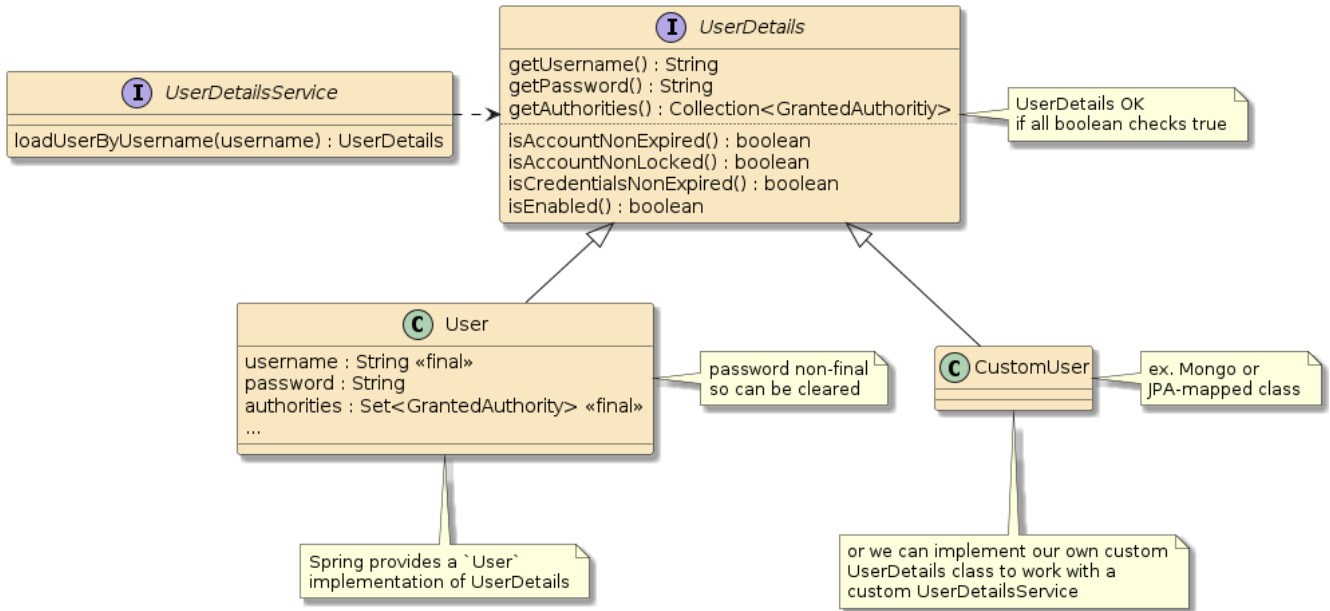 I UserDetails
getUsername() : String
getPassword() : String
getAuthorities() : Collection<GrantedAuthoritiy>
isAccountNonExpired() : boolean
isAccountNonLocked() : boolean
isCredentialsNonExpired() : boolean
isEnabled() : boolean
I UserDetailsService
loadUserByUsername(username) : UserDetails
UserDetails OK
if all boolean checks true
C User
username : String «final»
password : String
authorities : Set<GrantedAuthority> «final»
...
password non-final
so can be cleared
C CustomUser
ex. Mongo or
JPA-mapped class
Spring provides a `User`
implementation of UserDetails
or we can implement our own custom
UserDetails class to work with a
custom UserDetailsService